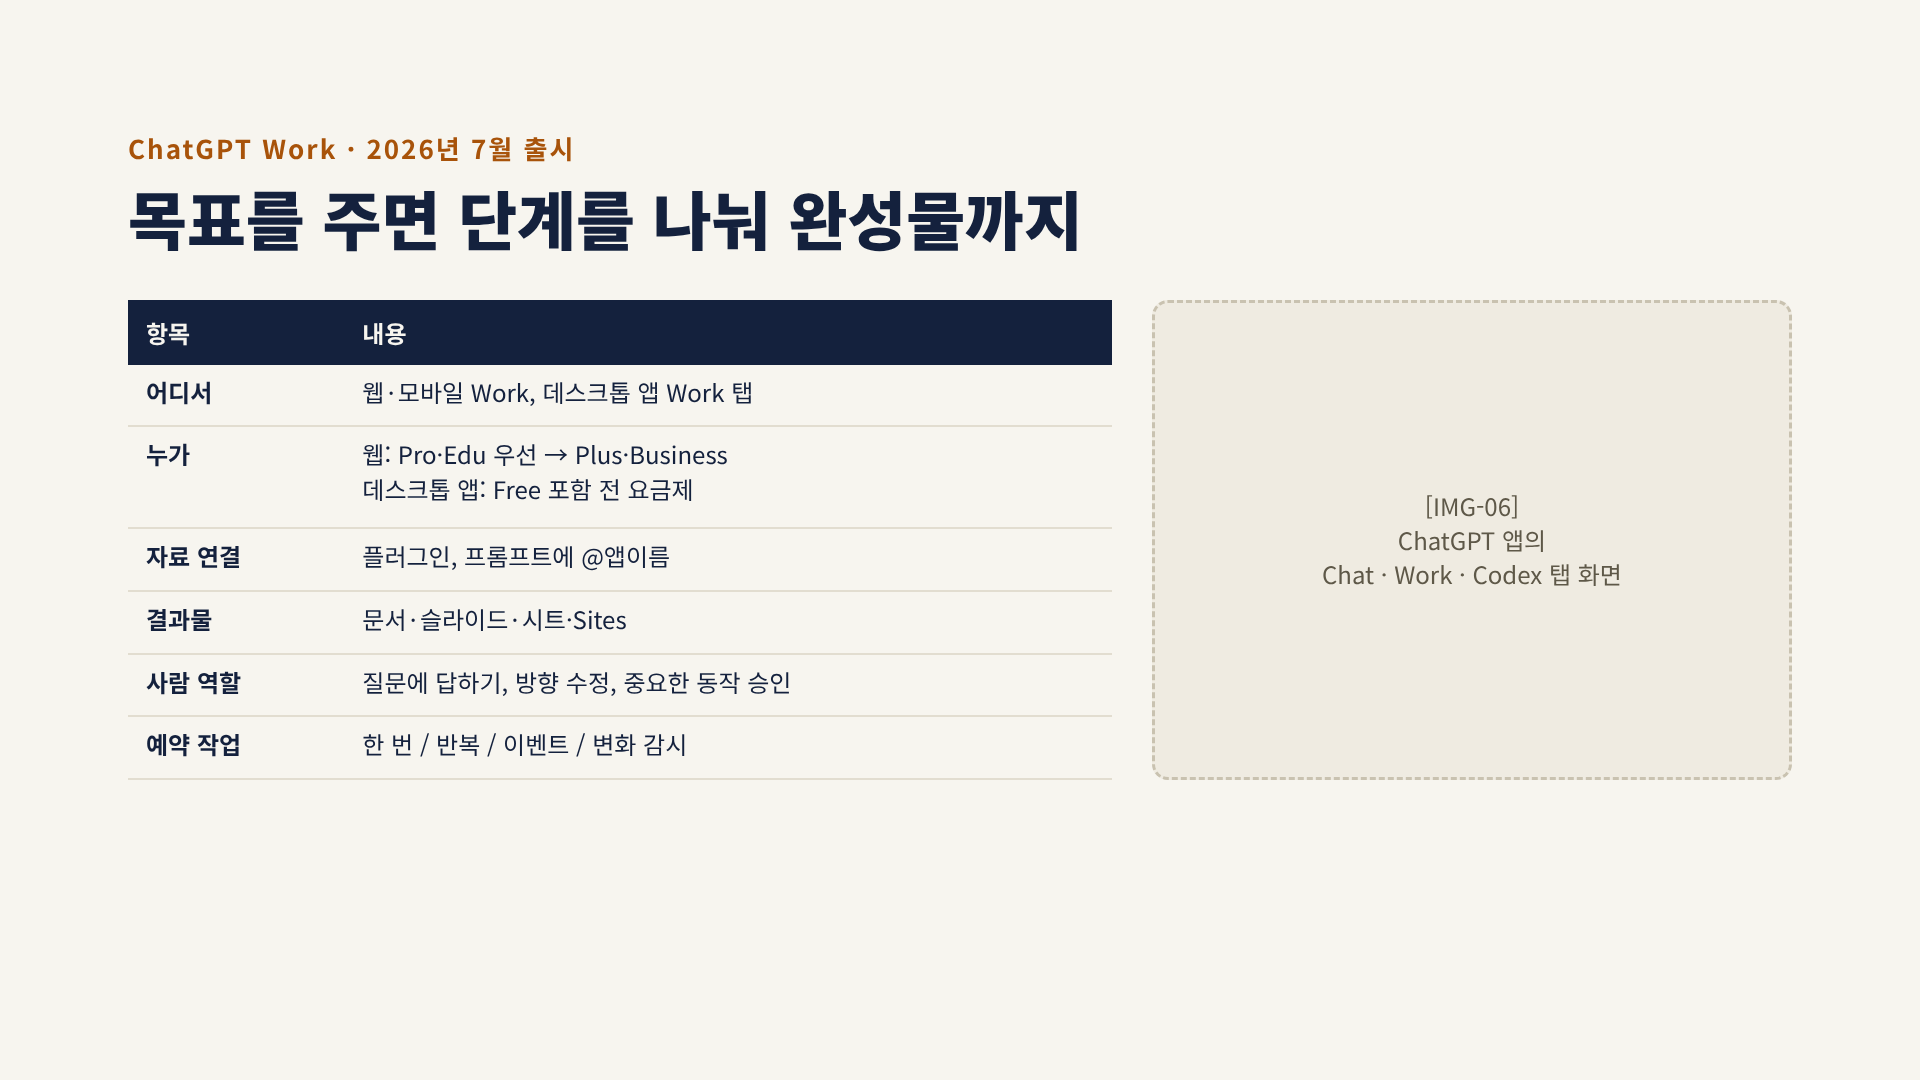 ChatGPT Work · 2026년 7월 출시
목표를 주면 단계를 나눠 완성물까지
항목 내용
어디서 웹·모바일 Work, 데스크톱 앱 Work 탭
누가 웹: Pro·Edu 우선 → Plus·Business
데스크톱 앱: Free 포함 전 요금제
자료 연결 플러그인, 프롬프트에 @앱이름
결과물 문서·슬라이드·시트·Sites
사람 역할 질문에 답하기, 방향 수정, 중요한 동작 승인
예약 작업 한 번 / 반복 / 이벤트 / 변화 감시
[IMG-06]
ChatGPT 앱의
Chat · Work · Codex 탭 화면